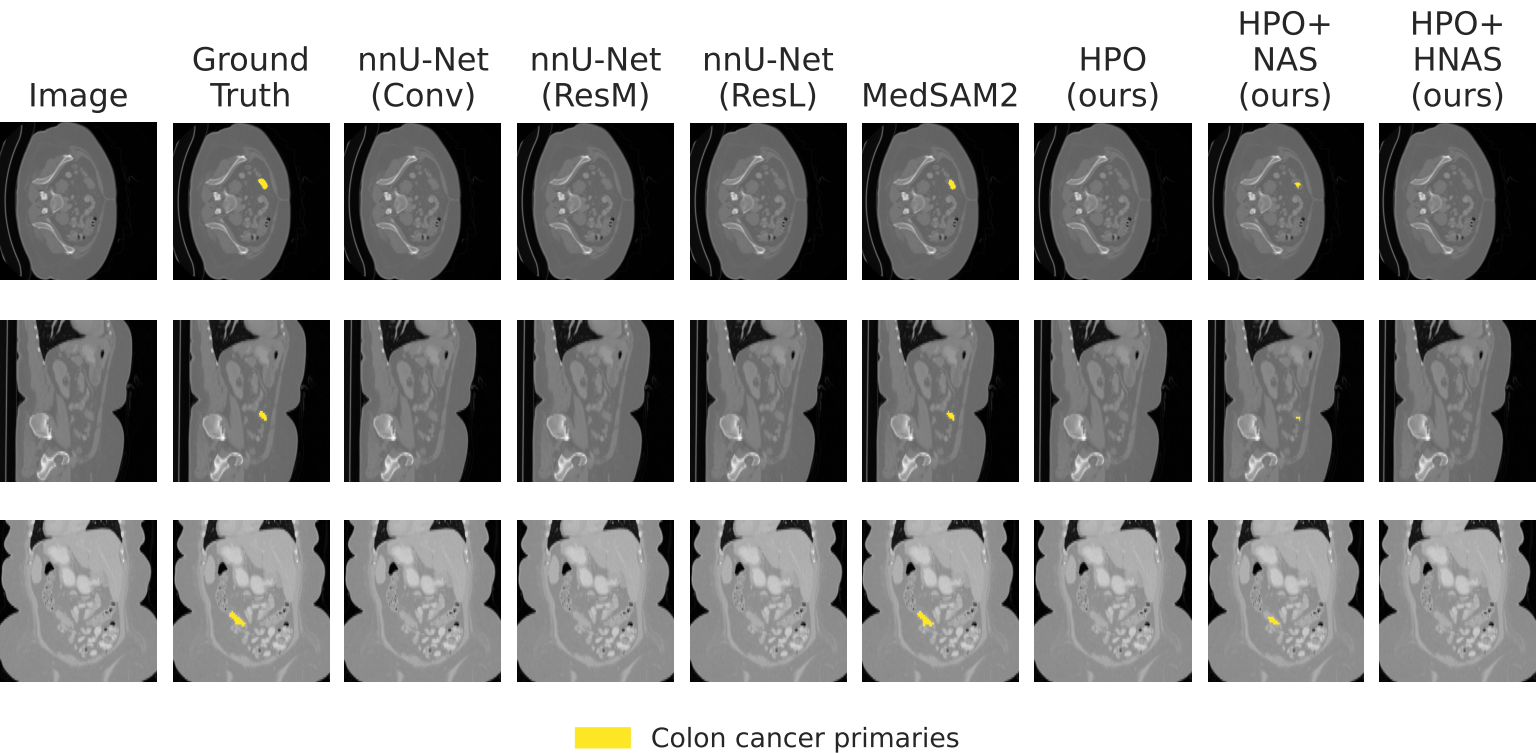 Image
Ground
Truth
nnU-Net
(Conv)
nnU-Net
(ResM)
nnU-Net
(ResL)
MedSAM2
HPO
(ours)
HPO+
NAS
(ours)
HPO+
HNAS
(ours)
Colon cancer primaries